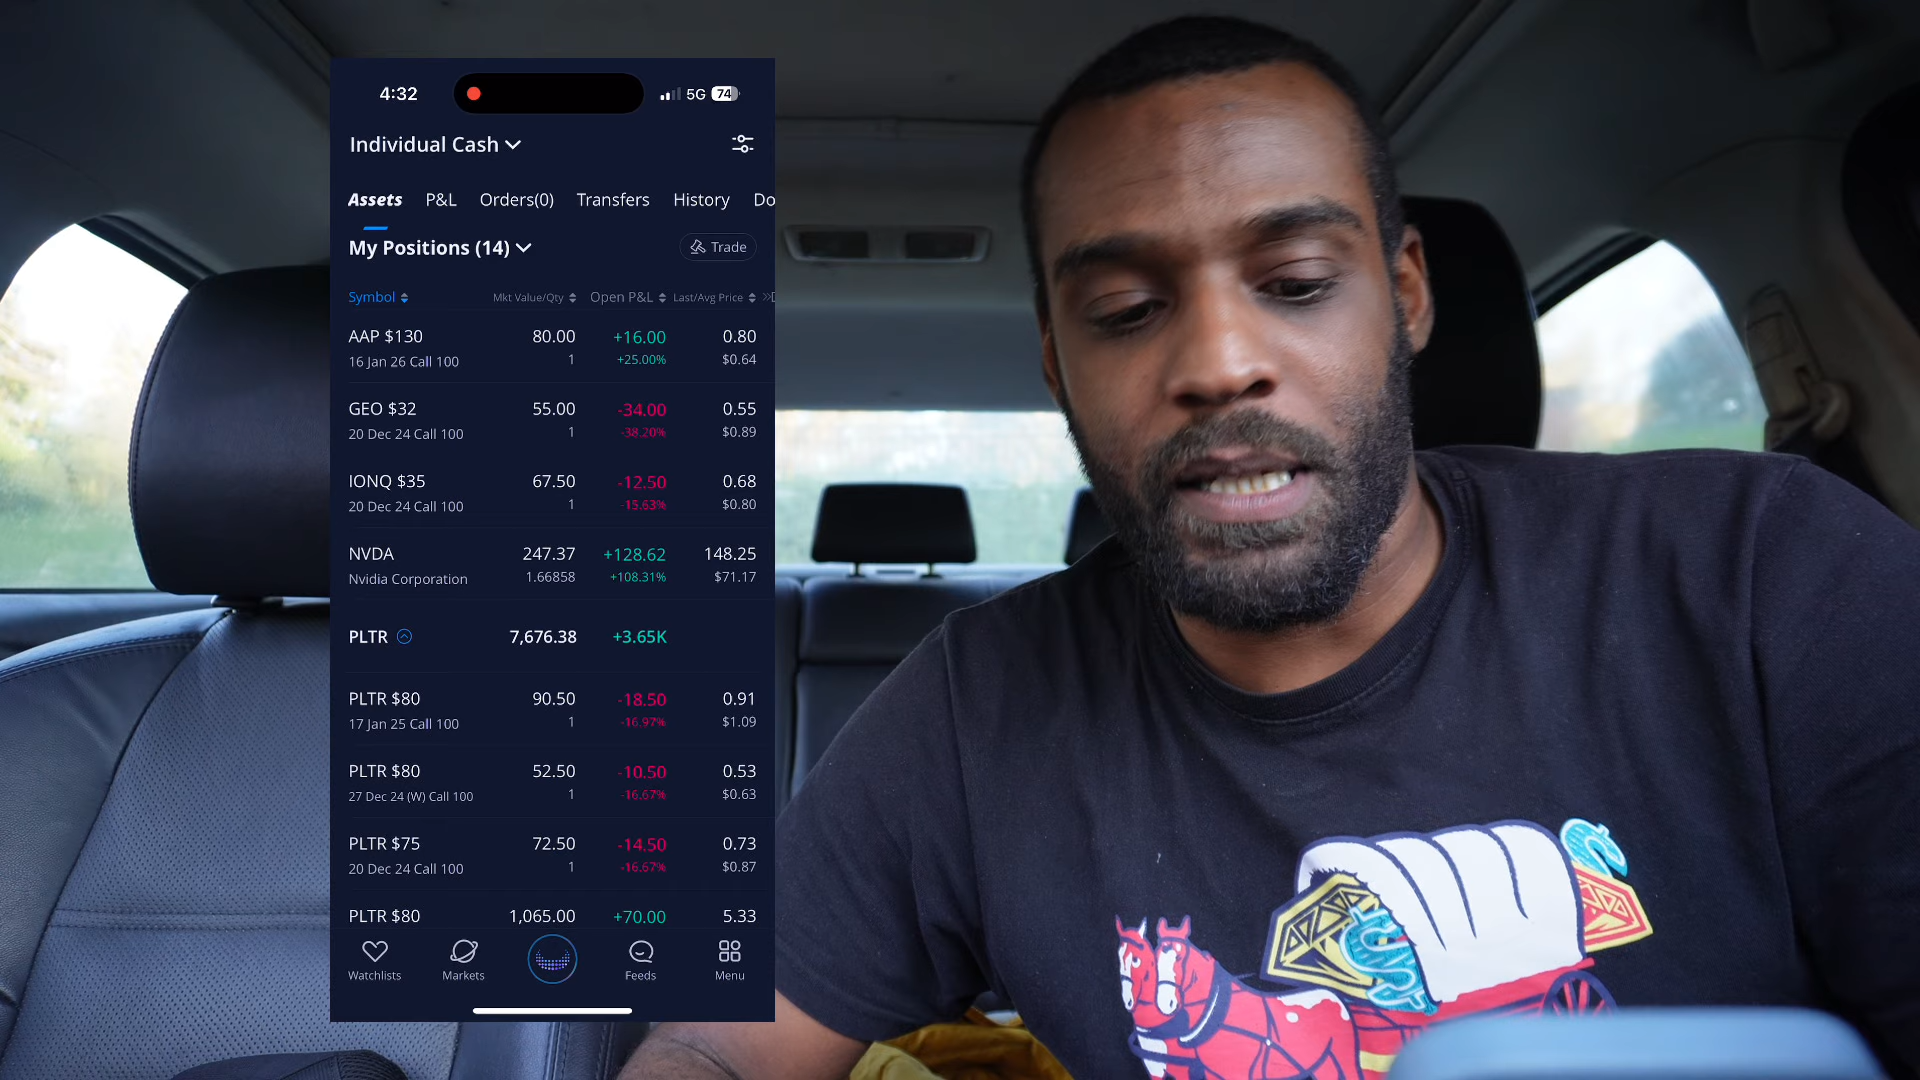 4:32 5G 74
Individual Cash
Assets P&L Orders(0) Transfers History Do
My Positions (14) Trade
Symbol Mkt Value/Qty Open P&L Last/Avg Price
AAP $130 80.00 +16.00 0.80
16 Jan 26 Call 100 1 +25.00% $0.64
GEO $32 55.00 -34.00 0.55
20 Dec 24 Call 100 1 -38.20% $0.89
IONQ $35 67.50 -12.50 0.68
20 Dec 24 Call 100 1 -15.63% $0.80
NVDA 247.37 +128.62 148.25
Nvidia Corporation 1.66858 +108.31% $71.17
PLTR 7,676.38 +3.65K
PLTR $80 90.50 -18.50 0.91
17 Jan 25 Call 100 1 -16.97% $1.09
PLTR $80 52.50 -10.50 0.53
27 Dec 24 (W) Call 100 1 -16.67% $0.63
PLTR $75 72.50 -14.50 0.73
20 Dec 24 Call 100 1 -16.67% $0.87
PLTR $80 1,065.00 +70.00 5.33
Watchlists Markets Feeds Menu